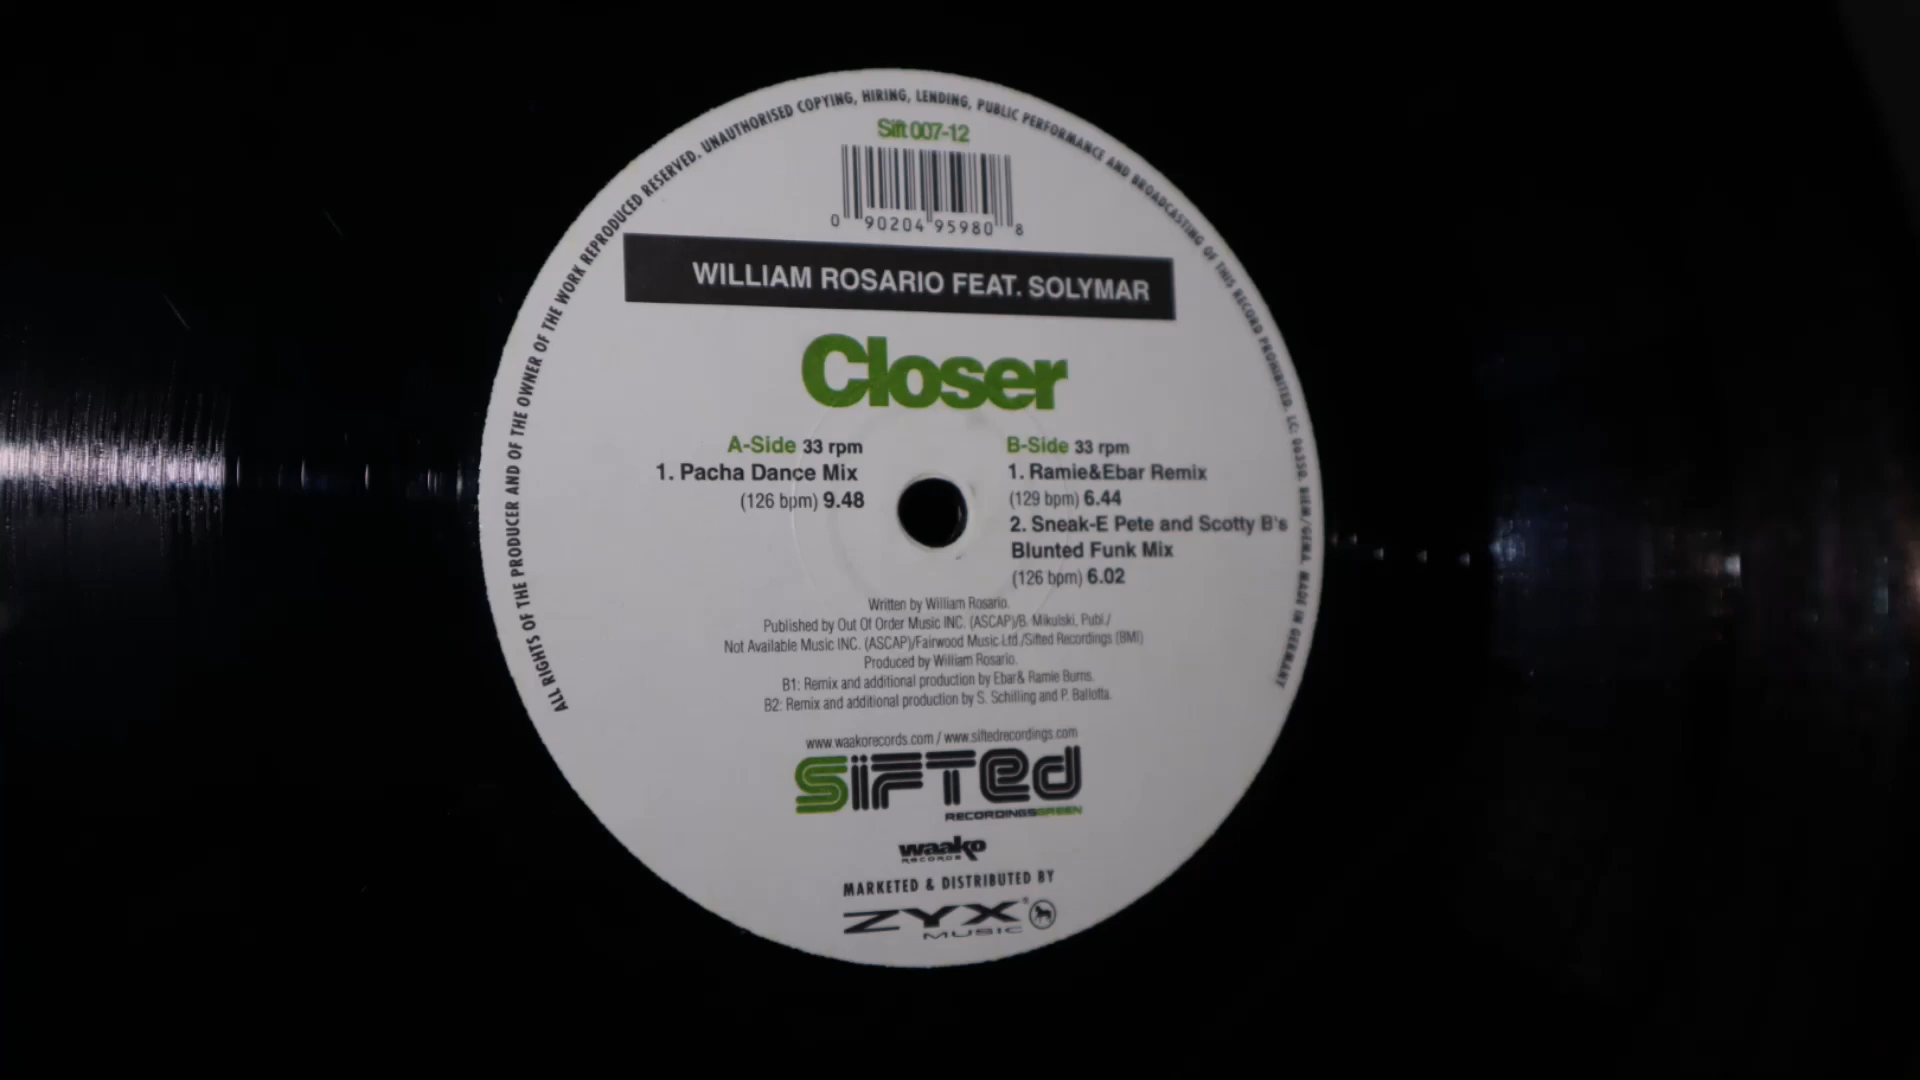 ALL RIGHTS OF THE PRODUCER AND OF THE OWNER OF THE WORK REPRODUCED RESERVED. UNAUTHORISED COPYING, HIRING, LENDING, PUBLIC PERFORMANCE AND BROADCASTING OF THIS RECORD PROHIBITED. LC: 06350. BIEM/GEMA. MADE IN GERMANY
Sift 007-12
0 90204 95980 8
WILLIAM ROSARIO FEAT. SOLYMAR
Closer
A-Side 33 rpm
1. Pacha Dance Mix
(126 bpm) 9.48
B-Side 33 rpm
1. Ramie&Ebar Remix
(129 bpm) 6.44
2. Sneak-E Pete and Scotty B's
Blunted Funk Mix
(126 bpm) 6.02
Written by William Rosario.
Published by Out Of Order Music INC. (ASCAP)/B. Mikulski, Publ./
Not Available Music INC. (ASCAP)/Fairwood Music Ltd./Sifted Recordings (BMI)
Produced by William Rosario.
B1: Remix and additional production by Ebar& Ramie Burns.
B2: Remix and additional production by S. Schilling and P. Ballotta.
www.waakorecords.com / www.siftedrecordings.com
SiFTed
RECORDINGSGREEN
waako
RECORDS
MARKETED & DISTRIBUTED BY
ZYX®
MUSIC